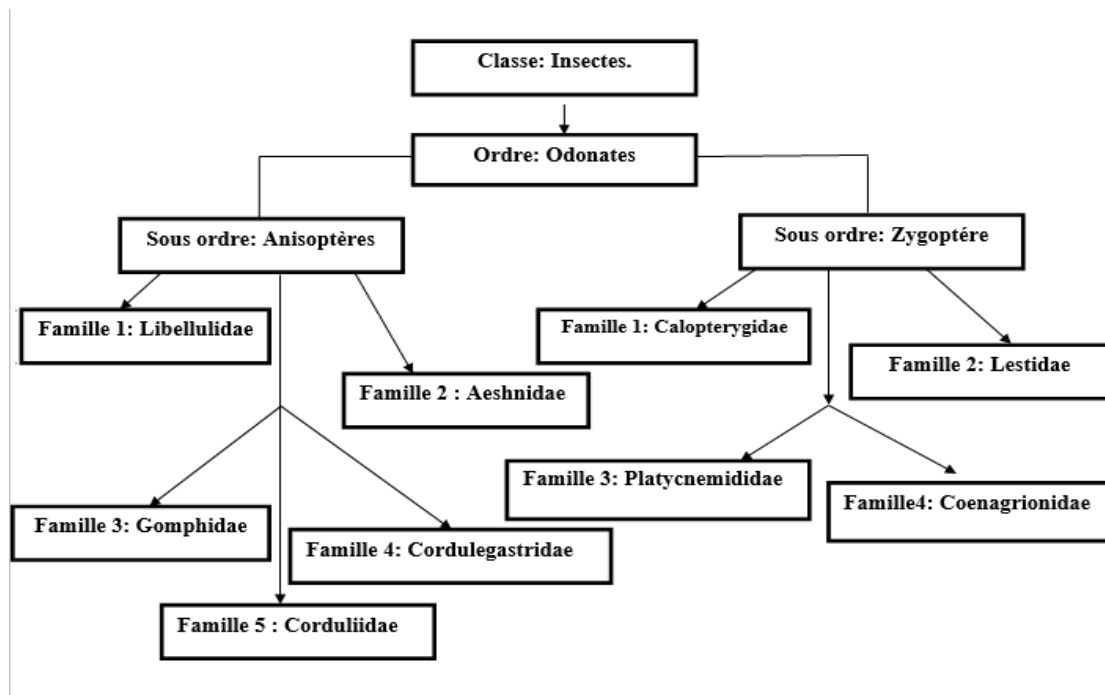 Classe: Insectes.
Ordre: Odonates
Sous ordre: Anisoptères
Sous ordre: Zygoptére
Famille 1: Libellulidae
Famille 1: Calopterygidae
Famille 2: Lestidae
Famille 2 : Aeshnidae
Famille 3: Platycnemididae
Famille4: Coenagrionidae
Famille 3: Gomphidae
Famille 4: Cordulegastridae
Famille 5 : Corduliidae